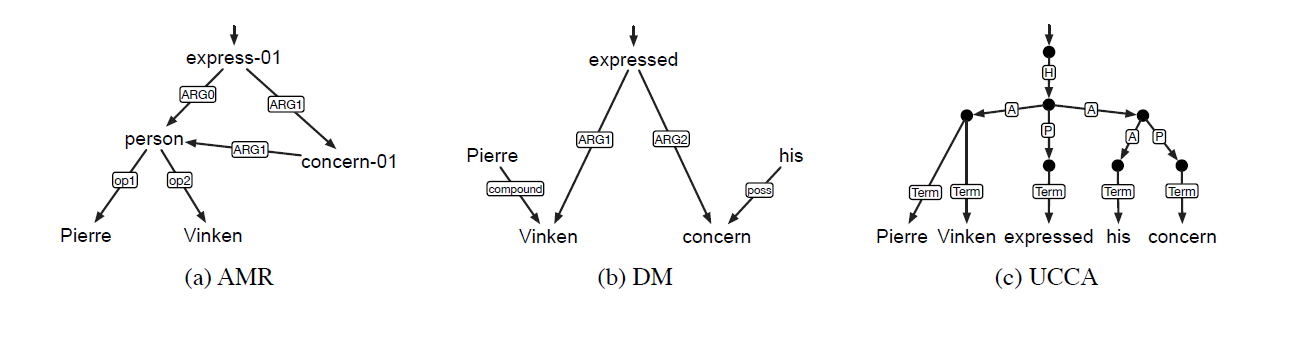 express-01
ARG0
ARG1
person
ARG1
concern-01
op1
op2
Pierre
Vinken
(a) AMR
expressed
ARG1
ARG2
Pierre
his
compound
poss
Vinken
concern
(b) DM
H
A
A
P
A
P
Term
Term
Term
Term
Term
Pierre Vinken expressed his concern
(c) UCCA